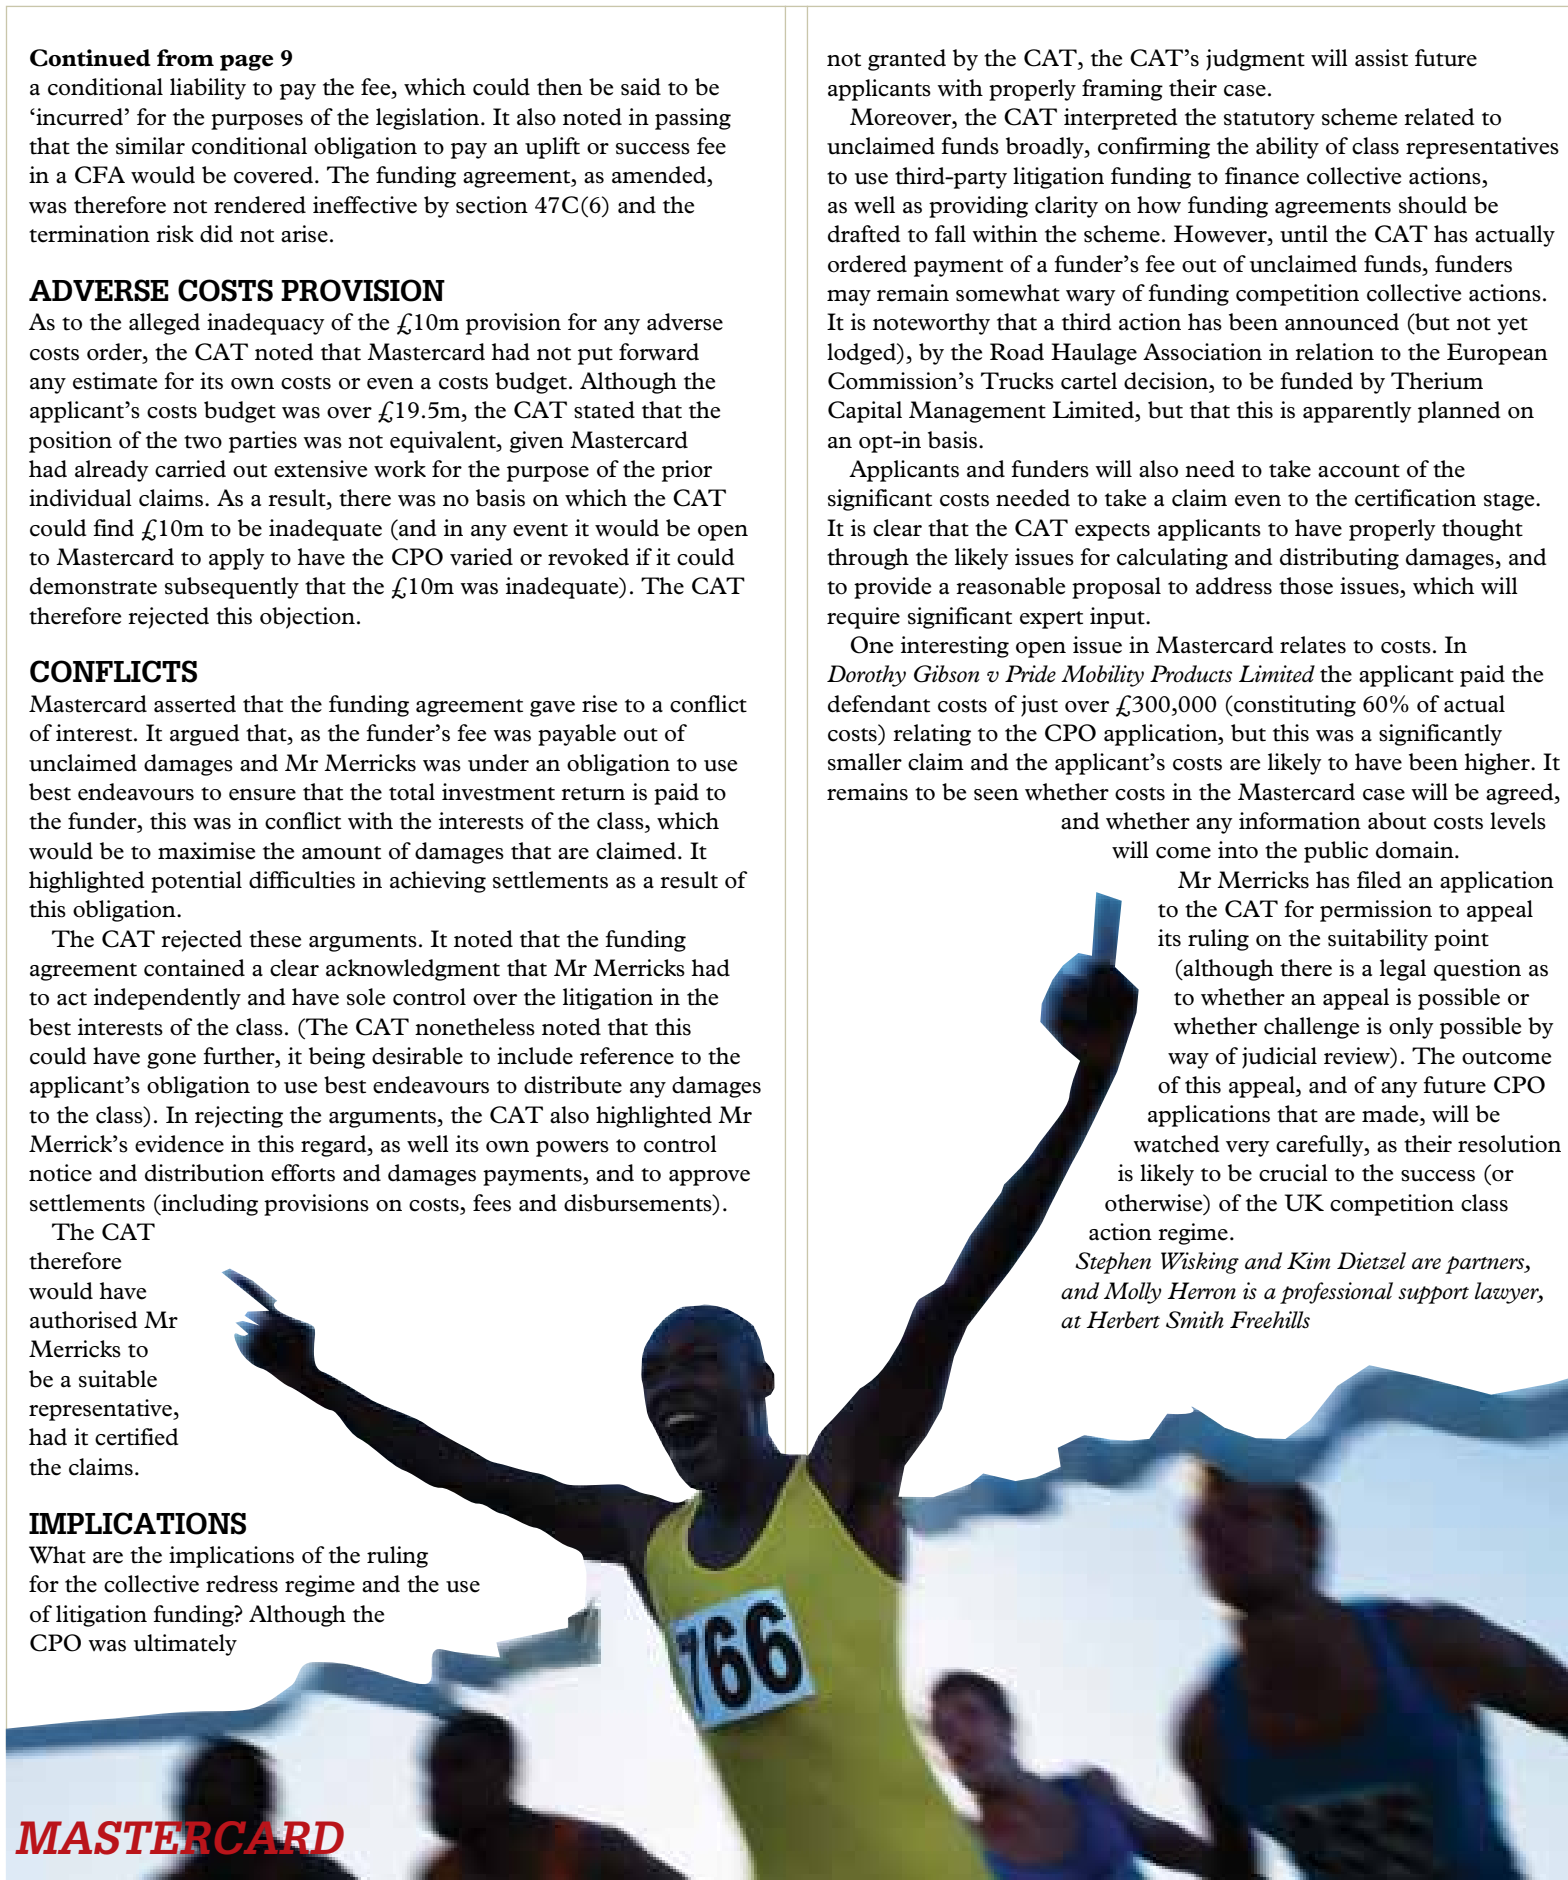 Continued from page 9
a conditional liability to pay the fee, which could then be said to be
‘incurred’ for the purposes of the legislation. It also noted in passing
that the similar conditional obligation to pay an uplift or success fee
in a CFA would be covered. The funding agreement, as amended,
was therefore not rendered ineffective by section 47C(6) and the
termination risk did not arise.
ADVERSE COSTS PROVISION
As to the alleged inadequacy of the £10m provision for any adverse
costs order, the CAT noted that Mastercard had not put forward
any estimate for its own costs or even a costs budget. Although the
applicant’s costs budget was over £19.5m, the CAT stated that the
position of the two parties was not equivalent, given Mastercard
had already carried out extensive work for the purpose of the prior
individual claims. As a result, there was no basis on which the CAT
could find £10m to be inadequate (and in any event it would be open
to Mastercard to apply to have the CPO varied or revoked if it could
demonstrate subsequently that the £10m was inadequate). The CAT
therefore rejected this objection.
CONFLICTS
Mastercard asserted that the funding agreement gave rise to a conflict
of interest. It argued that, as the funder’s fee was payable out of
unclaimed damages and Mr Merricks was under an obligation to use
best endeavours to ensure that the total investment return is paid to
the funder, this was in conflict with the interests of the class, which
would be to maximise the amount of damages that are claimed. It
highlighted potential difficulties in achieving settlements as a result of
this obligation.
The CAT rejected these arguments. It noted that the funding
agreement contained a clear acknowledgment that Mr Merricks had
to act independently and have sole control over the litigation in the
best interests of the class. (The CAT nonetheless noted that this
could have gone further, it being desirable to include reference to the
applicant’s obligation to use best endeavours to distribute any damages
to the class). In rejecting the arguments, the CAT also highlighted Mr
Merrick’s evidence in this regard, as well its own powers to control
notice and distribution efforts and damages payments, and to approve
settlements (including provisions on costs, fees and disbursements).
The CAT
therefore
would have
authorised Mr
Merricks to
be a suitable
representative,
had it certified
the claims.
IMPLICATIONS
What are the implications of the ruling
for the collective redress regime and the use
of litigation funding? Although the
CPO was ultimately
not granted by the CAT, the CAT’s judgment will assist future
applicants with properly framing their case.
Moreover, the CAT interpreted the statutory scheme related to
unclaimed funds broadly, confirming the ability of class representatives
to use third-party litigation funding to finance collective actions,
as well as providing clarity on how funding agreements should be
drafted to fall within the scheme. However, until the CAT has actually
ordered payment of a funder’s fee out of unclaimed funds, funders
may remain somewhat wary of funding competition collective actions.
It is noteworthy that a third action has been announced (but not yet
lodged), by the Road Haulage Association in relation to the European
Commission’s Trucks cartel decision, to be funded by Therium
Capital Management Limited, but that this is apparently planned on
an opt-in basis.
Applicants and funders will also need to take account of the
significant costs needed to take a claim even to the certification stage.
It is clear that the CAT expects applicants to have properly thought
through the likely issues for calculating and distributing damages, and
to provide a reasonable proposal to address those issues, which will
require significant expert input.
One interesting open issue in Mastercard relates to costs. In
Dorothy Gibson v Pride Mobility Products Limited the applicant paid the
defendant costs of just over £300,000 (constituting 60% of actual
costs) relating to the CPO application, but this was a significantly
smaller claim and the applicant’s costs are likely to have been higher. It
remains to be seen whether costs in the Mastercard case will be agreed,
and whether any information about costs levels
will come into the public domain.
Mr Merricks has filed an application
to the CAT for permission to appeal
its ruling on the suitability point
(although there is a legal question as
to whether an appeal is possible or
whether challenge is only possible by
way of judicial review). The outcome
of this appeal, and of any future CPO
applications that are made, will be
watched very carefully, as their resolution
is likely to be crucial to the success (or
otherwise) of the UK competition class
action regime.
Stephen Wisking and Kim Dietzel are partners,
and Molly Herron is a professional support lawyer,
at Herbert Smith Freehills
766
MASTERCARD